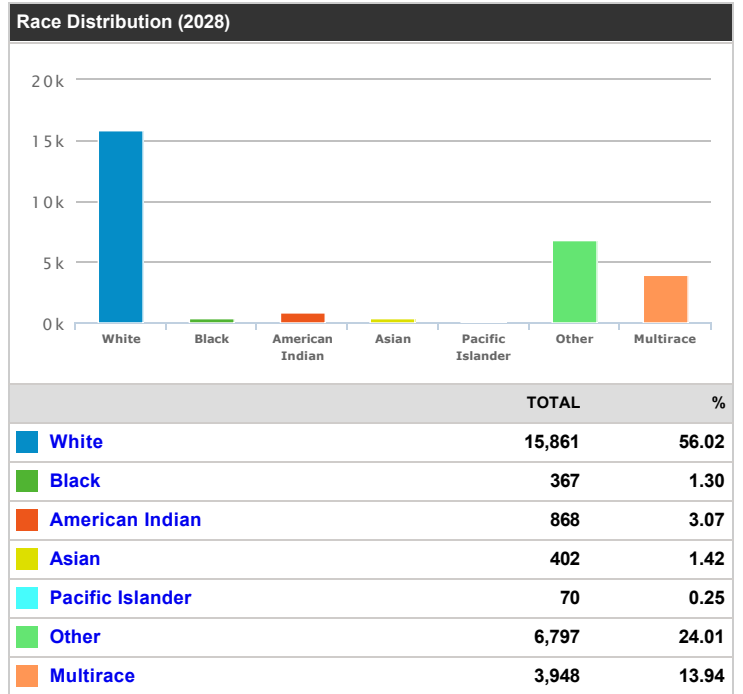 Race Distribution (2028)
20k
15k
10k
5k
0k
White Black American Indian Asian Pacific Islander Other Multirace
TOTAL %
White 15,861 56.02
Black 367 1.30
American Indian 868 3.07
Asian 402 1.42
Pacific Islander 70 0.25
Other 6,797 24.01
Multirace 3,948 13.94